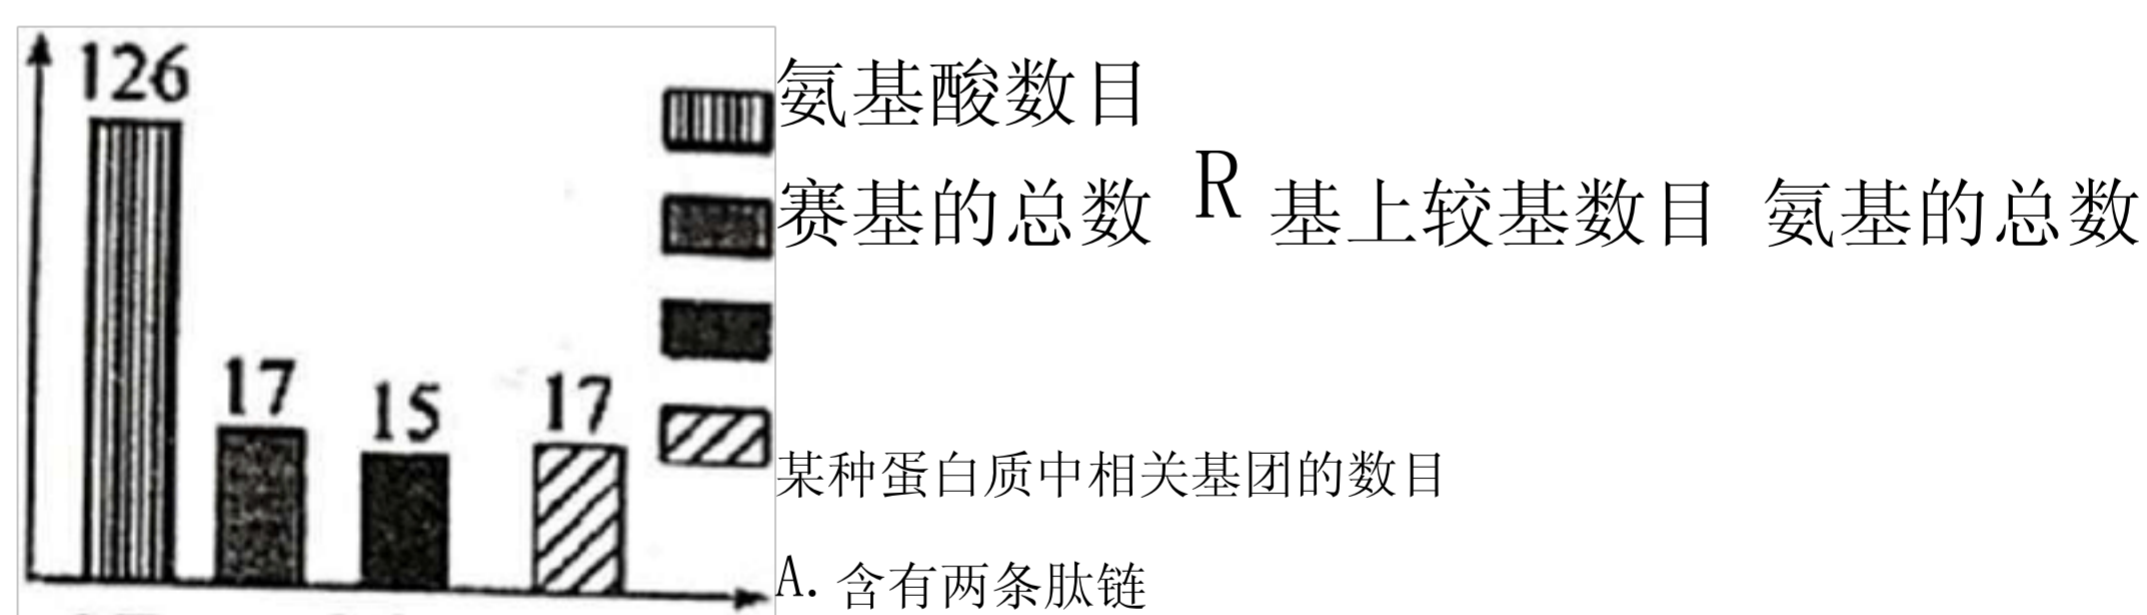 126
氨基酸数目
赛基的总数 R 基上较基数目 氨基的总数
17
15
17
某种蛋白质中相关基团的数目
A. 含有两条肽链